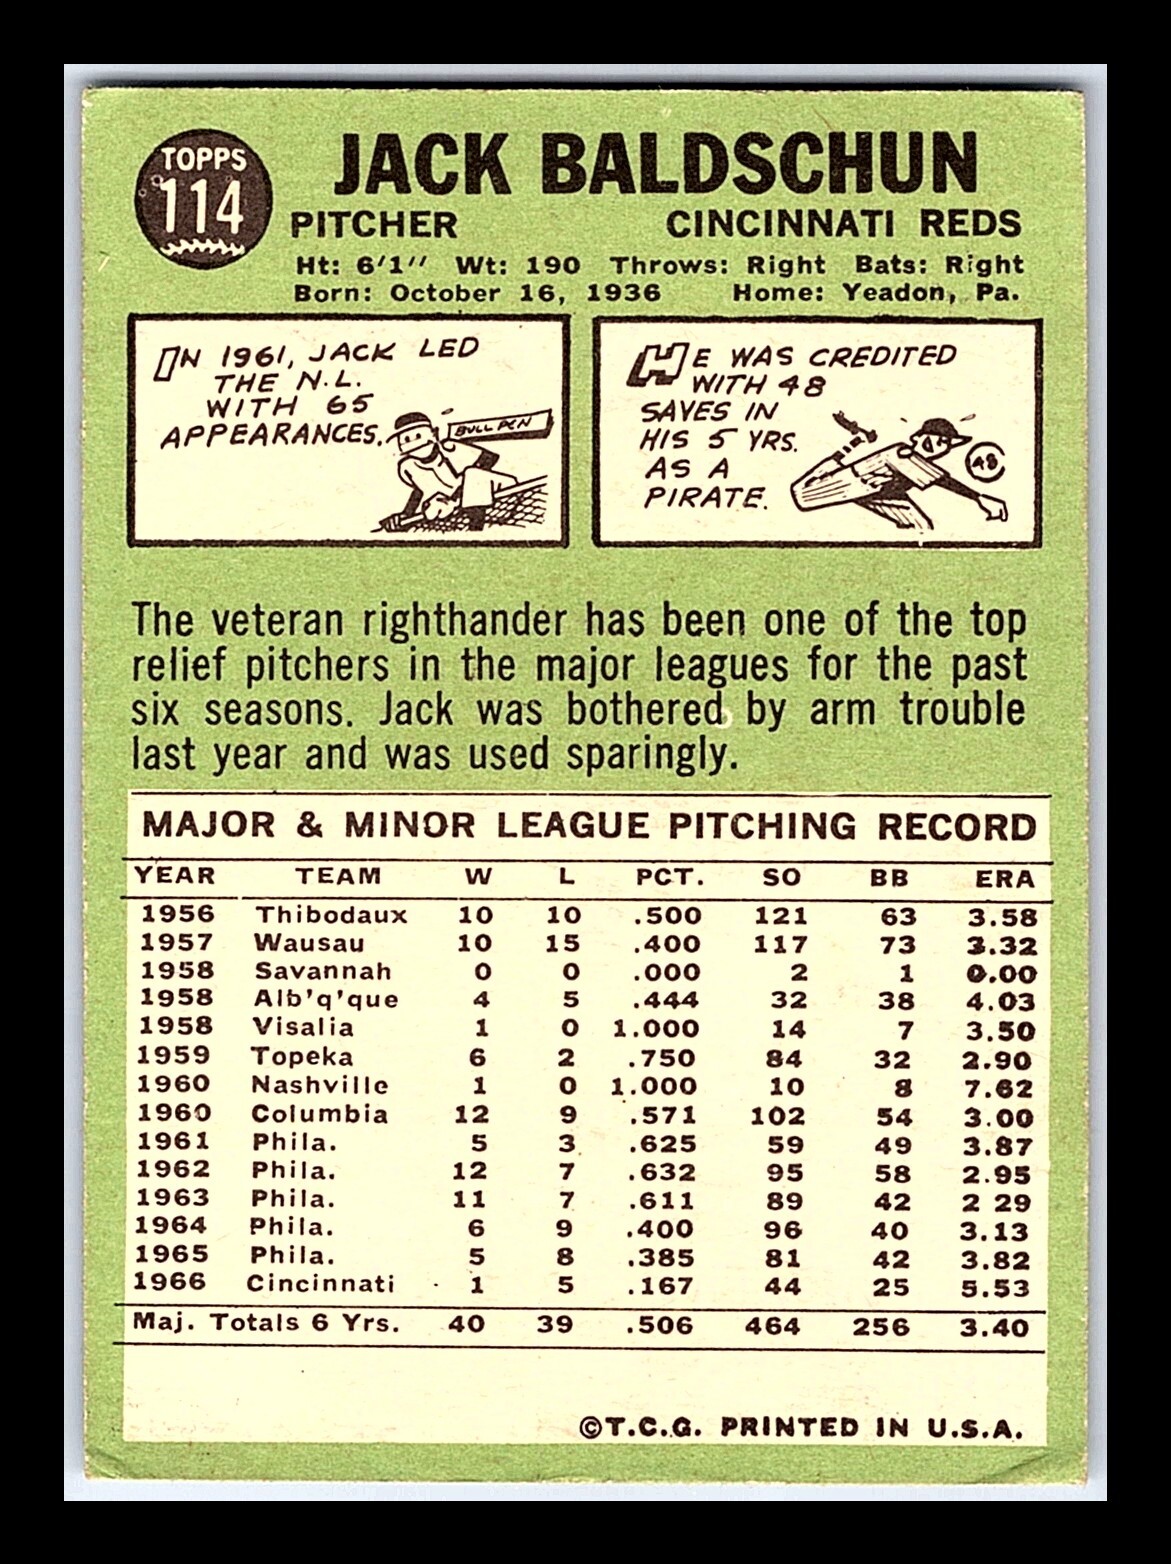 TOPPS
114
JACK BALDSCHUN
PITCHER CINCINNATI REDS
Ht: 6'1" Wt: 190 Throws: Right Bats: Right
Born: October 16, 1936 Home: Yeadon, Pa.
IN 1961, JACK LED
THE N.L.
WITH 65
APPEARANCES.
BULL PEN
HE WAS CREDITED
WITH 48
SAVES IN
HIS 5 YRS.
AS A
PIRATE.
48
The veteran righthander has been one of the top
relief pitchers in the major leagues for the past
six seasons. Jack was bothered by arm trouble
last year and was used sparingly.
MAJOR & MINOR LEAGUE PITCHING RECORD
YEAR TEAM W L PCT. SO BB ERA
1956 Thibodaux 10 10 .500 121 63 3.58
1957 Wausau 10 15 .400 117 73 3.32
1958 Savannah 0 0 .000 2 1 0.00
1958 Alb'q'que 4 5 .444 32 38 4.03
1958 Visalia 1 0 1.000 14 7 3.50
1959 Topeka 6 2 .750 84 32 2.90
1960 Nashville 1 0 1.000 10 8 7.62
1960 Columbia 12 9 .571 102 54 3.00
1961 Phila. 5 3 .625 59 49 3.87
1962 Phila. 12 7 .632 95 58 2.95
1963 Phila. 11 7 .611 89 42 2 29
1964 Phila. 6 9 .400 96 40 3.13
1965 Phila. 5 8 .385 81 42 3.82
1966 Cincinnati 1 5 .167 44 25 5.53
Maj. Totals 6 Yrs. 40 39 .506 464 256 3.40
©T.C.G. PRINTED IN U.S.A.